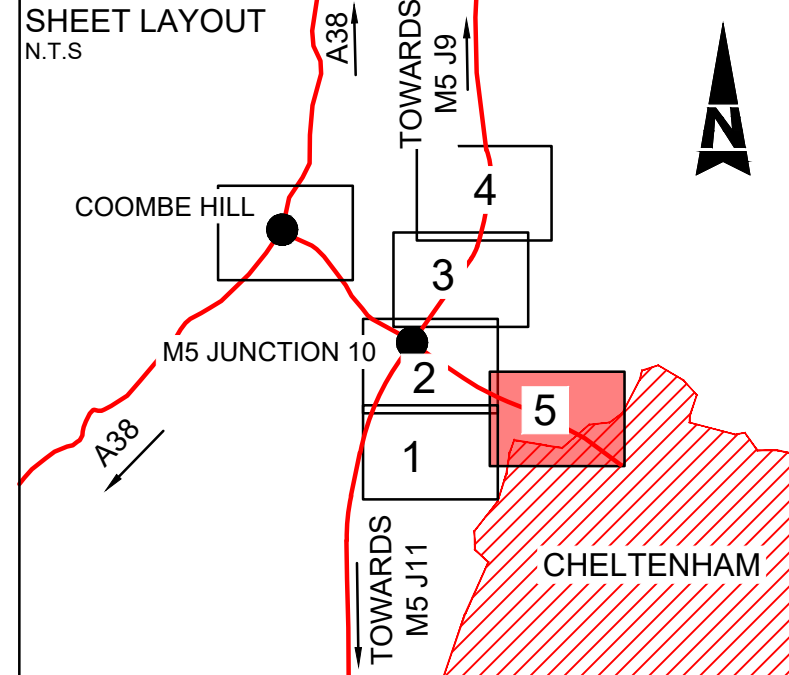 SHEET LAYOUT
N.T.S
A38
TOWARDS
M5 J9
N
4
COOMBE HILL
3
M5 JUNCTION 10
2
5
A38
1
TOWARDS
M5 J11
CHELTENHAM